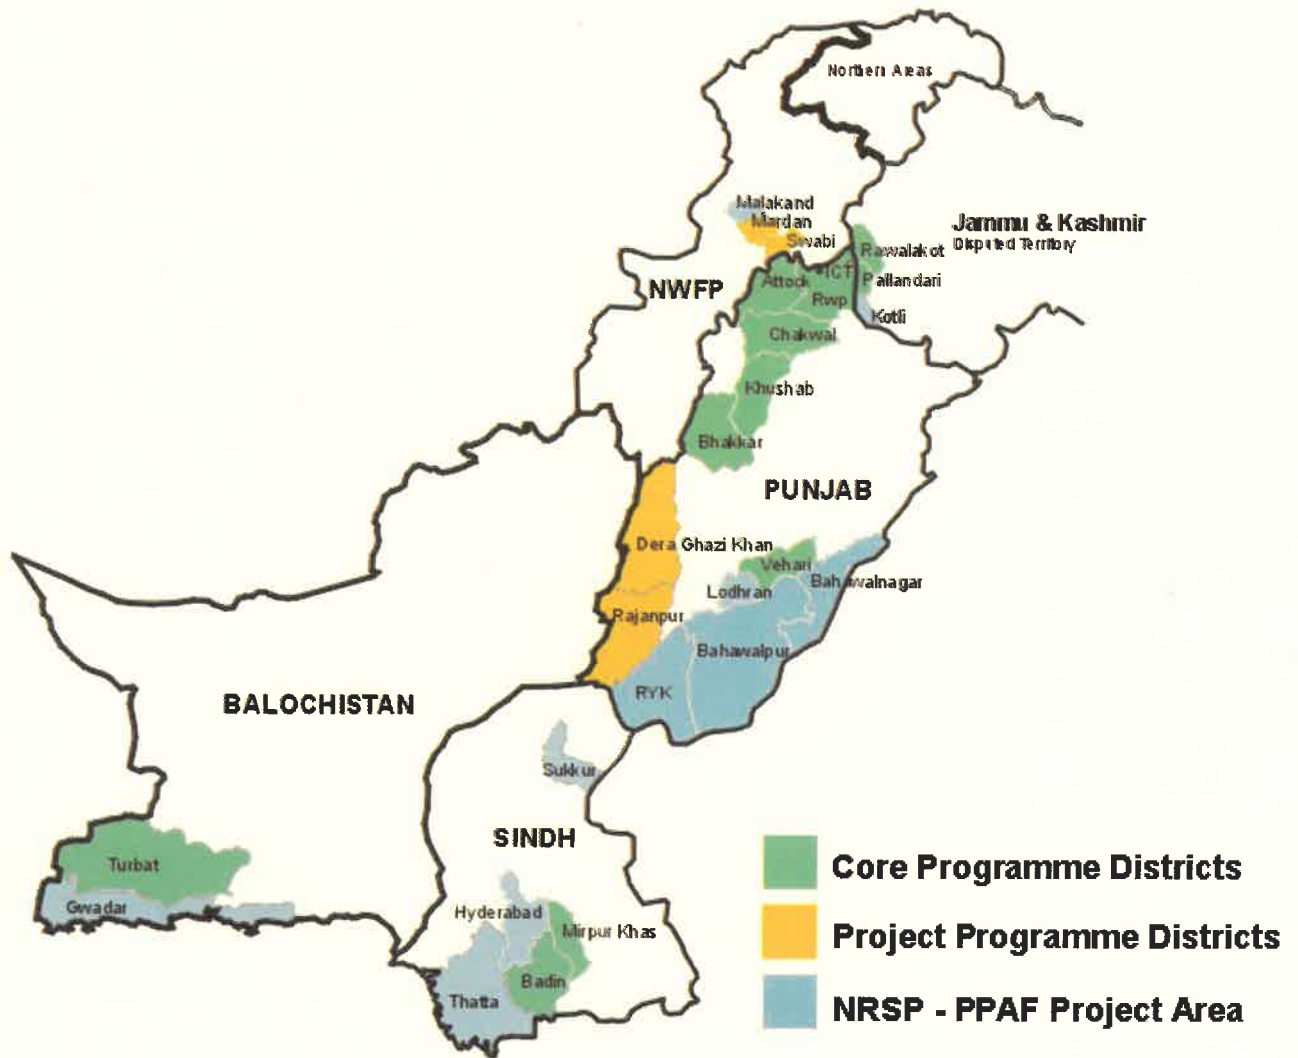 Northern Areas
Malakand
Mardan
Swabi
Jammu & Kashmir
Disputed Territory
Rawalakot
ICT
Pallandari
Attock
NWFP
Rwp
Kotli
Chakwal
Khushab
Bhakkar
PUNJAB
Dera Ghazi Khan
Vehari
Bahawalnagar
Lodhran
Rajanpur
Bahawalpur
RYK
BALOCHISTAN
Sukkur
SINDH
Turbat
Gwadar
Hyderabad
Mirpur Khas
Badin
Thatta
Core Programme Districts
Project Programme Districts
NRSP - PPAF Project Area